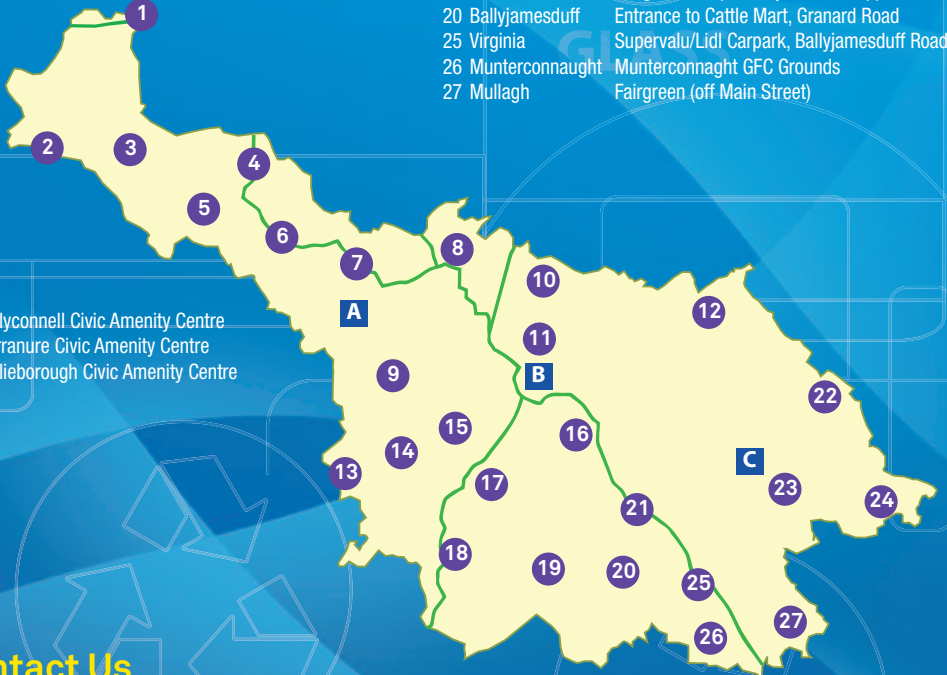 20 Ballyjamesduff Entrance to Cattle Mart, Granard Road
25 Virginia Supervalu/Lidl Carpark, Ballyjamesduff Road
26 Munterconnaught Munterconnaght GFC Grounds
27 Mullagh Fairgreen (off Main Street)
GLASS
1
2
3
4
5
6
7
8
10
A
12
11
9
B
22
15
16
14
C
13
17
23
24
21
18
19
20
25
27
26
lyconnell Civic Amenity Centre
rranure Civic Amenity Centre
lieborough Civic Amenity Centre
ntact Us